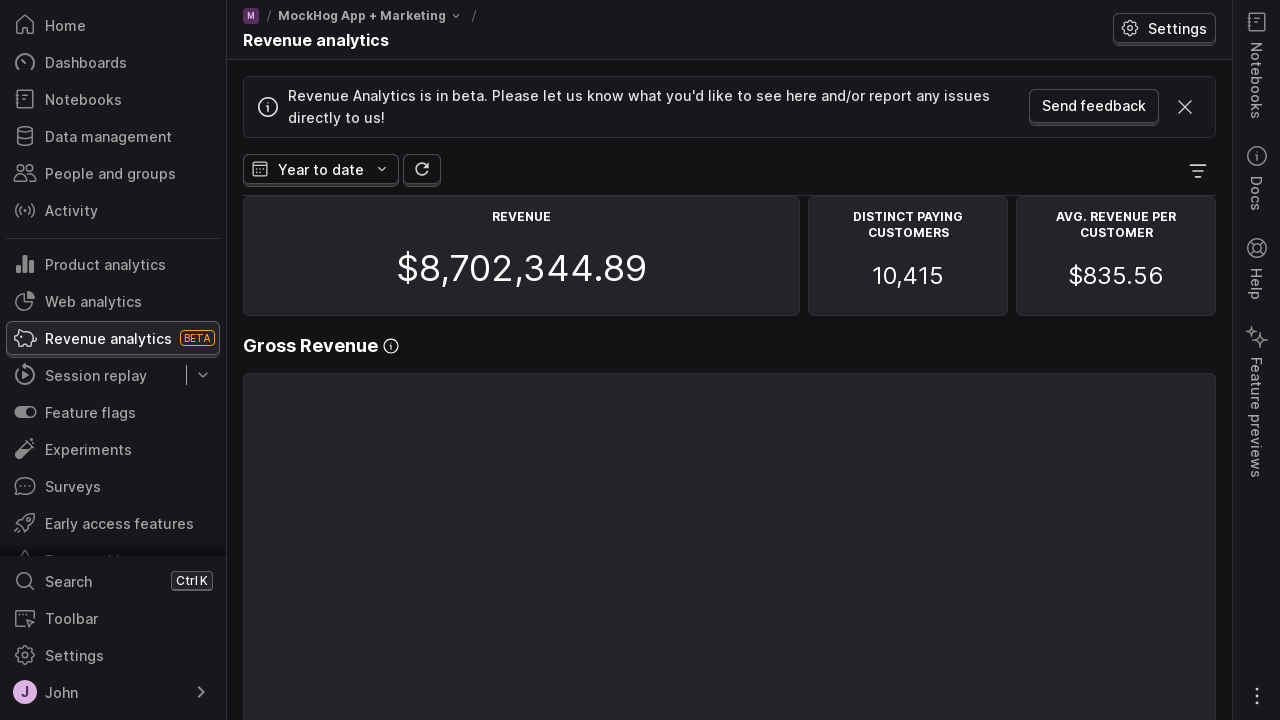 Home
Dashboards
Notebooks
Data management
People and groups
Activity
Product analytics
Web analytics
Revenue analytics BETA
Session replay
Feature flags
Experiments
Surveys
Early access features
Search Ctrl K
Toolbar
Settings
J John
M / MockHog App + Marketing /
Revenue analytics
Settings
Revenue Analytics is in beta. Please let us know what you'd like to see here and/or report any issues
directly to us!
Send feedback
Year to date
REVENUE
$8,702,344.89
DISTINCT PAYING
CUSTOMERS
10,415
AVG. REVENUE PER
CUSTOMER
$835.56
Gross Revenue
Notebooks
Docs
Help
Feature previews